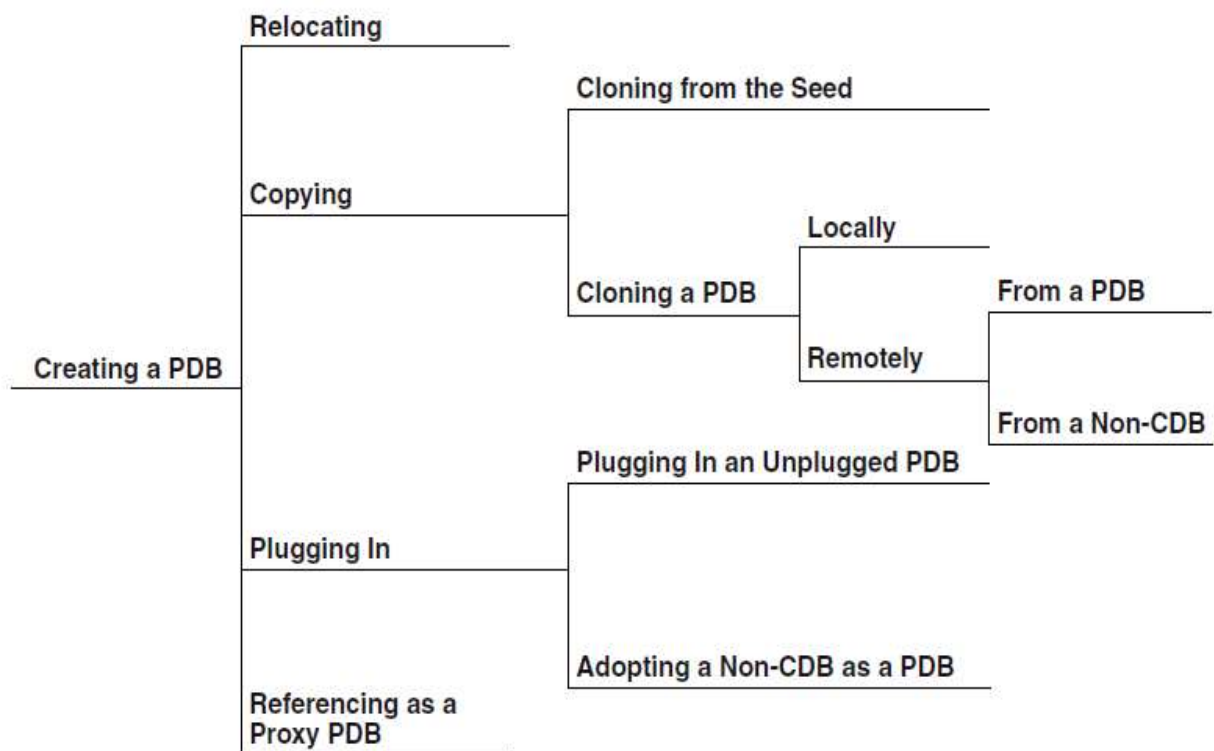 Relocating
Cloning from the Seed
Copying
Locally
Cloning a PDB
From a PDB
Remotely
Creating a PDB
From a Non-CDB
Plugging In an Unplugged PDB
Plugging In
Adopting a Non-CDB as a PDB
Referencing as a
Proxy PDB